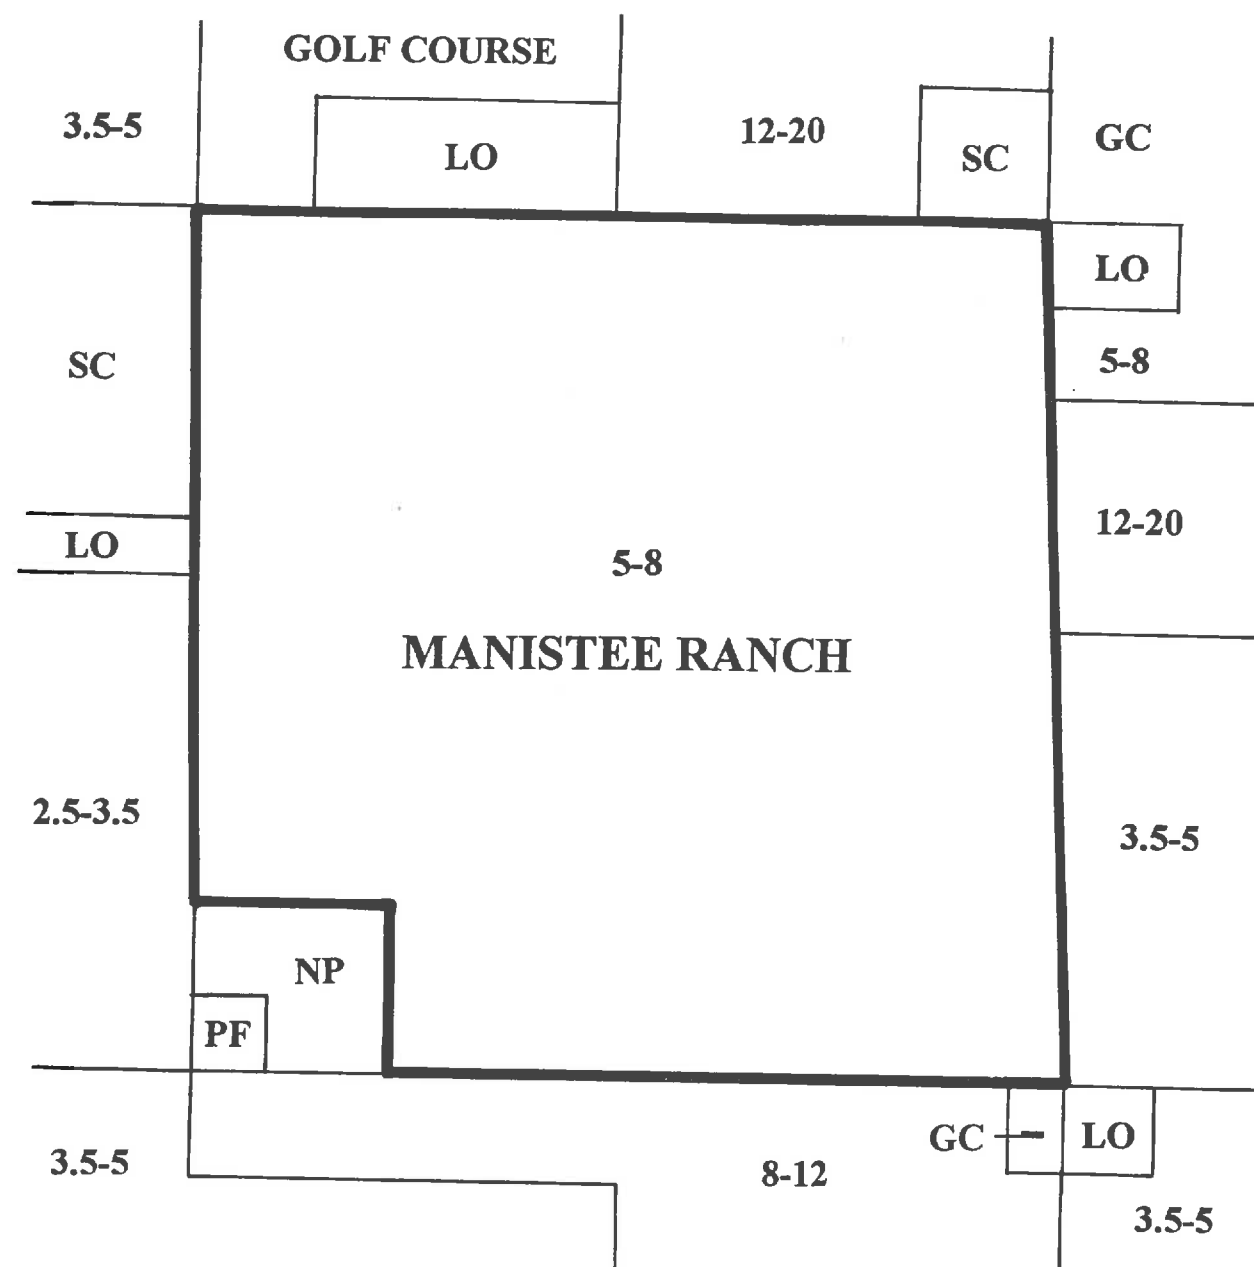 GOLF COURSE
3.5-5
LO
12-20
SC
GC
LO
SC
5-8
12-20
LO
5-8
MANISTEE RANCH
2.5-3.5
3.5-5
NP
PF
GC
LO
3.5-5
8-12
3.5-5